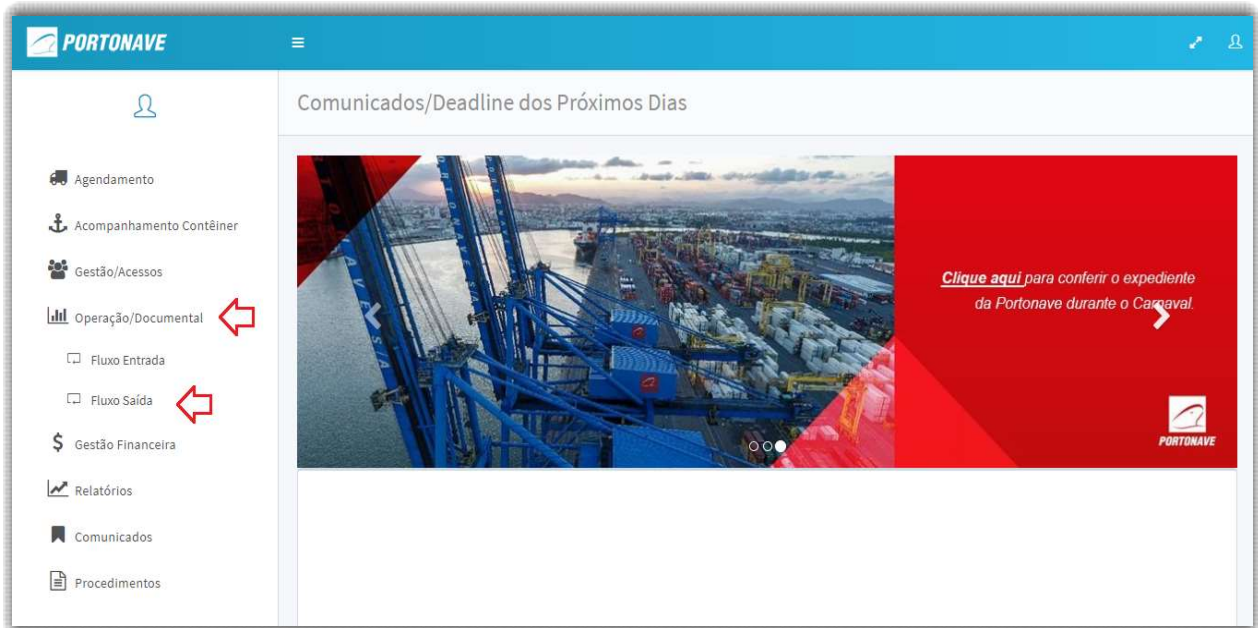 PORTONAVE
Comunicados/Deadline dos Próximos Dias
Agendamento
Acompanhamento Contêiner
Gestão/Acessos
Operação/Documental
Fluxo Entrada
Fluxo Saída
Gestão Financeira
Relatórios
Comunicados
Procedimentos
Clique aqui para conferir o expediente
da Portonave durante o Carnaval.
PORTONAVE